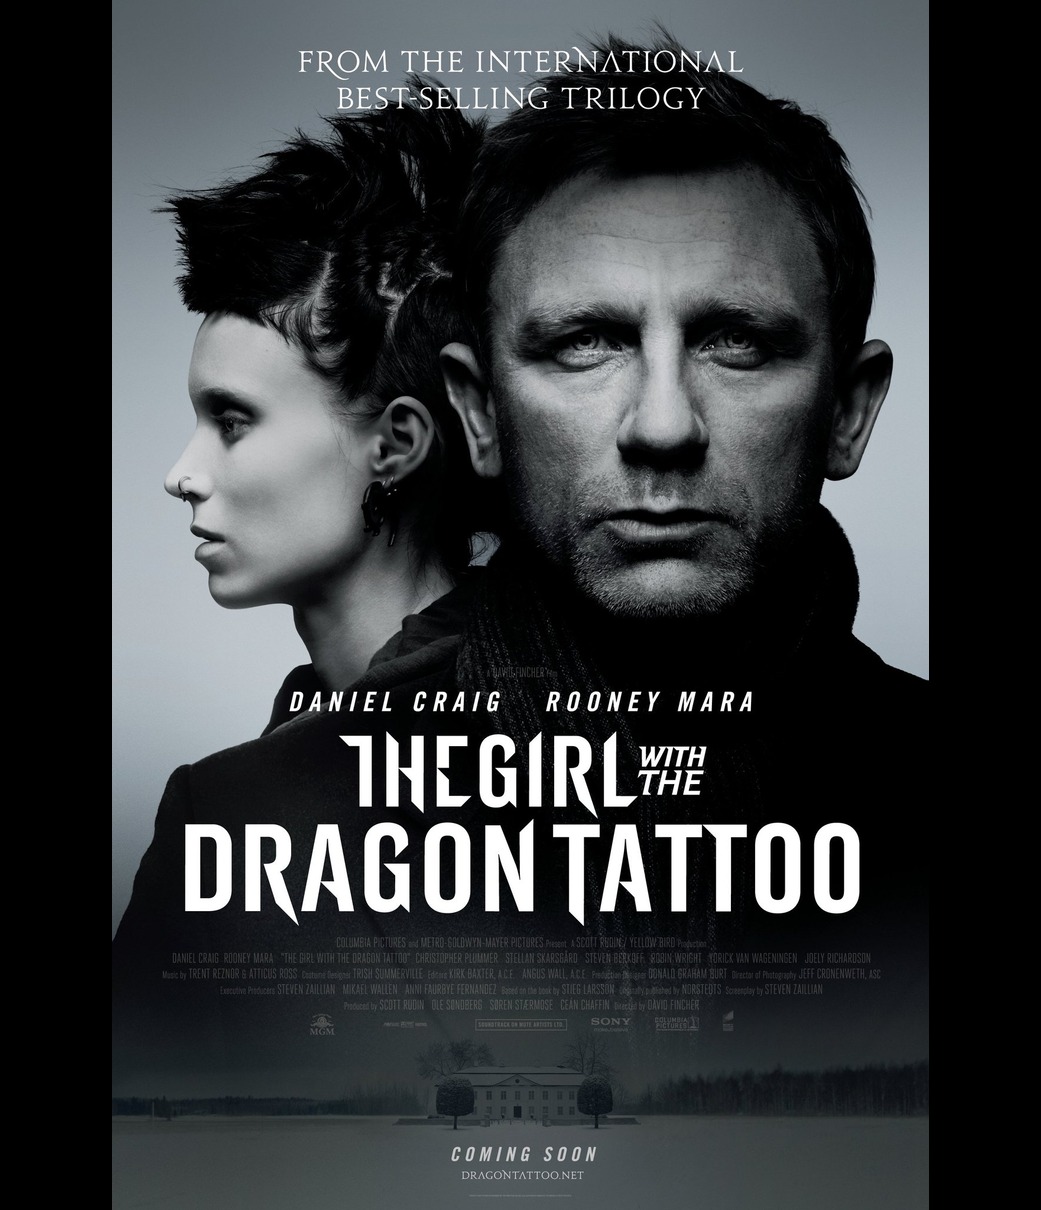 FROM THE INTERNATIONAL
BEST-SELLING TRILOGY
A DAVID FINCHER Film
DANIEL CRAIG ROONEY MARA
THE GIRL WITH THE
DRAGON TATTOO
COLUMBIA PICTURES and METRO-GOLDWYN-MAYER PICTURES Present A SCOTT RUDIN / YELLOW BIRD Production
DANIEL CRAIG ROONEY MARA "THE GIRL WITH THE DRAGON TATTOO" CHRISTOPHER PLUMMER STELLAN SKARSGÅRD STEVEN BERKOFF ROBIN WRIGHT YORICK VAN WAGENINGEN JOELY RICHARDSON
Music by TRENT REZNOR & ATTICUS ROSS Costume Designer TRISH SUMMERVILLE Editors KIRK BAXTER, A.C.E. ANGUS WALL, A.C.E. Production Designer DONALD GRAHAM BURT Director of Photography JEFF CRONENWETH, ASC
Executive Producers STEVEN ZAILLIAN MIKAEL WALLEN ANNI FAURBYE FERNANDEZ Based on the book by STIEG LARSSON originally published by NORSTEDTS Screenplay by STEVEN ZAILLIAN
Produced by SCOTT RUDIN OLE SØNDBERG SØREN STÆRMOSE CEÁN CHAFFIN Directed by DAVID FINCHER
MGM SOUNDTRACK ON MUTE ARTISTS LTD. SONY COLUMBIA PICTURES
COMING SOON
DRAGONTATTOO.NET